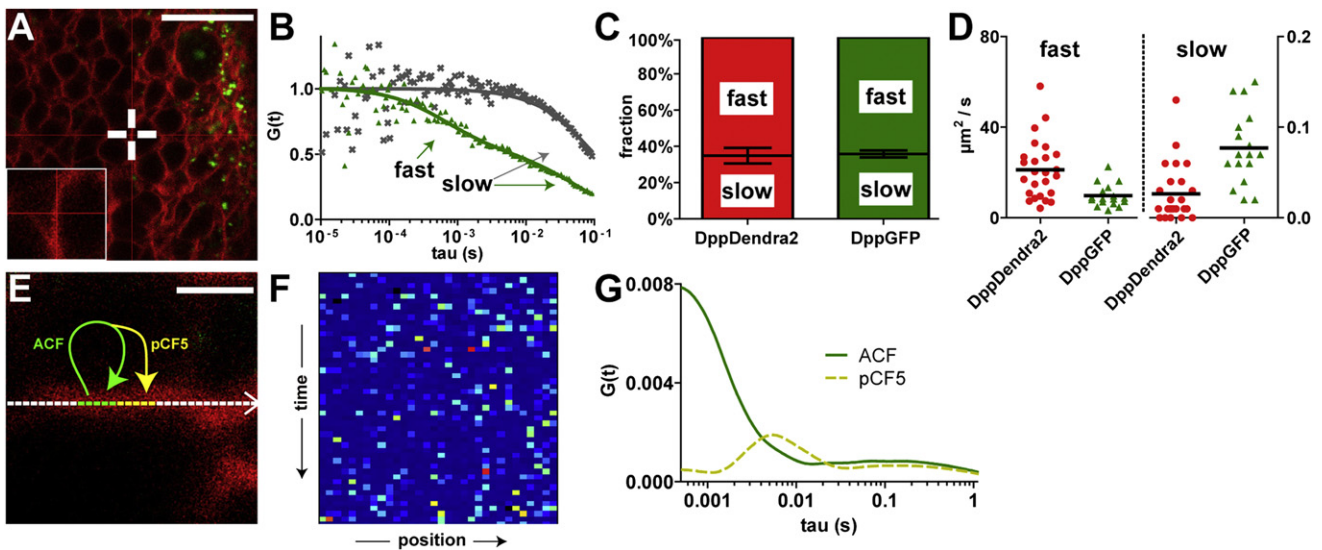 A
B
G(t)
1.5
1.0
0.5
0.0
fast
slow
10-5
10-4
10-3
10-2
10-1
tau (s)
C
fraction
100%
80%
60%
40%
20%
0%
fast
slow
fast
slow
DppDendra2
DppGFP
D
µm2 / s
80
40
0
fast
slow
0.2
0.1
0.0
DppDendra2
DppGFP
DppDendra2
DppGFP
E
ACF
pCF5
F
time
position
G
G(t)
0.008
0.004
0.000
ACF
pCF5
0.001
0.01
0.1
1
tau (s)